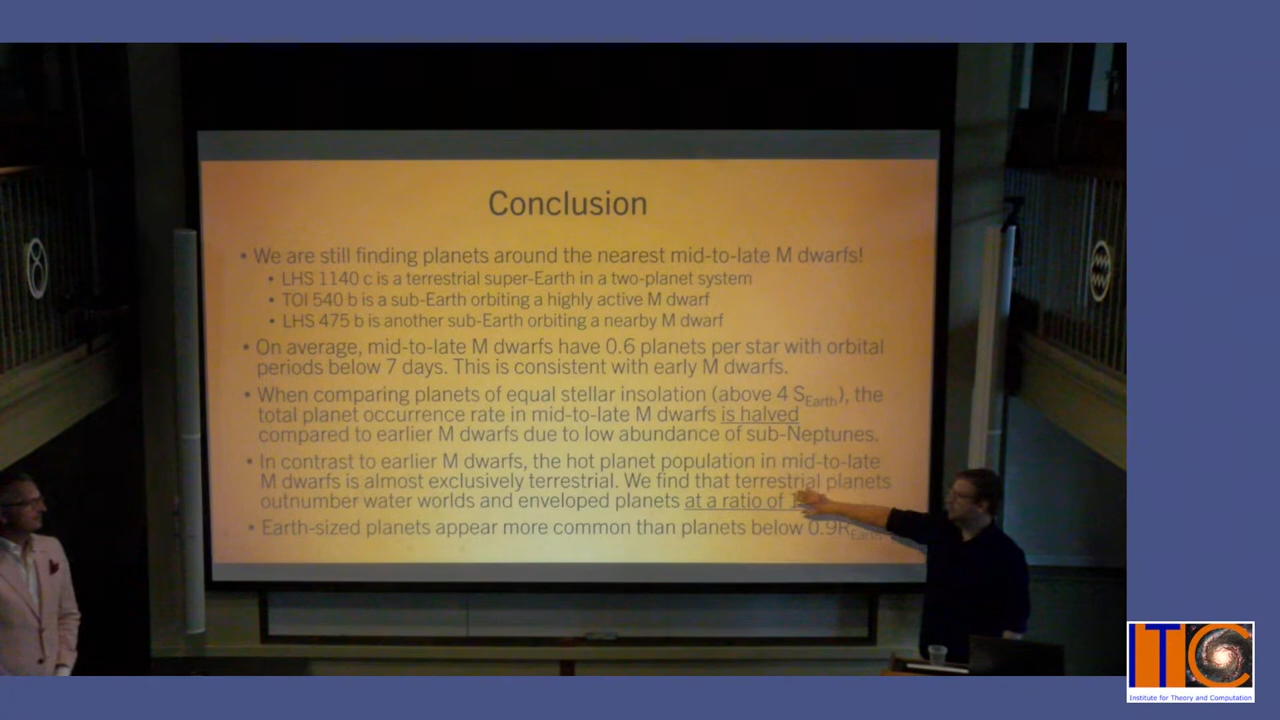 Conclusion
• We are still finding planets around the nearest mid-to-late M dwarfs!
• LHS 1140 c is a terrestrial super-Earth in a two-planet system
• TOI 540 b is a sub-Earth orbiting a highly active M dwarf
• LHS 475 b is another sub-Earth orbiting a nearby M dwarf
• On average, mid-to-late M dwarfs have 0.6 planets per star with orbital
periods below 7 days. This is consistent with early M dwarfs.
• When comparing planets of equal stellar insolation (above 4 SEarth), the
total planet occurrence rate in mid-to-late M dwarfs is halved
compared to earlier M dwarfs due to low abundance of sub-Neptunes.
• In contrast to earlier M dwarfs, the hot planet population in mid-to-late
M dwarfs is almost exclusively terrestrial. We find that terrestrial planets
outnumber water worlds and enveloped planets at a ratio of
• Earth-sized planets appear more common than planets below 0.9REarth
ITC
Institute for Theory and Computation